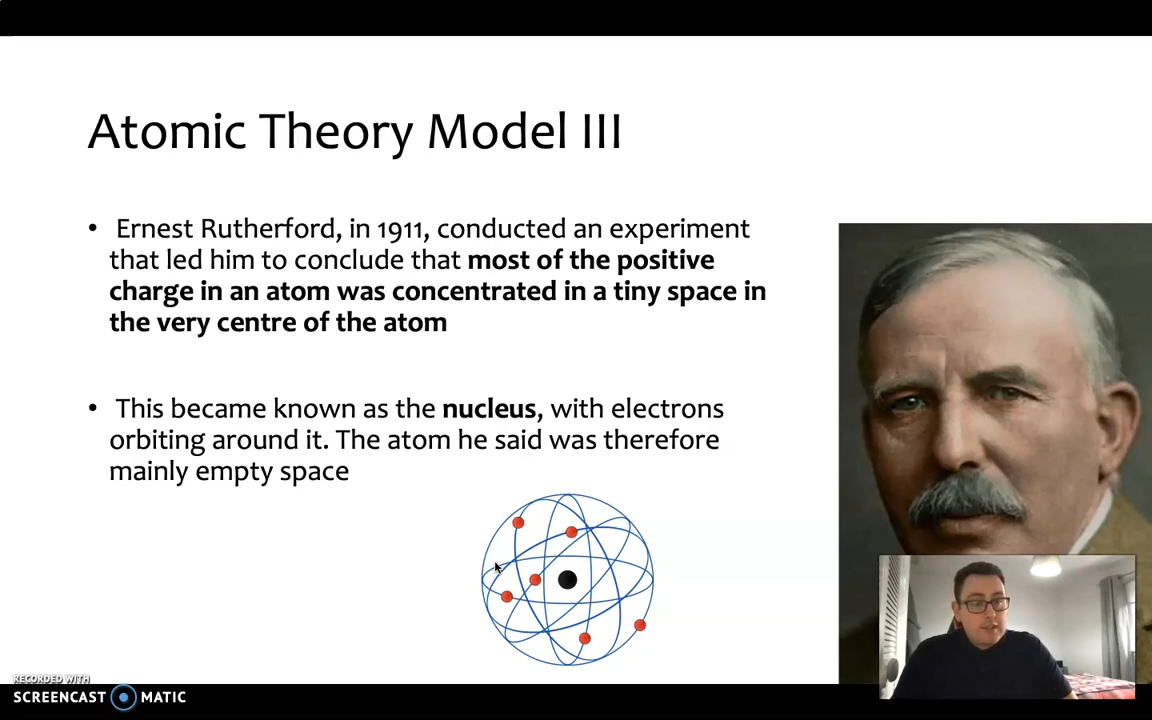 Atomic Theory Model III
• Ernest Rutherford, in 1911, conducted an experiment
that led him to conclude that most of the positive
charge in an atom was concentrated in a tiny space in
the very centre of the atom
• This became known as the nucleus, with electrons
orbiting around it. The atom he said was therefore
mainly empty space
RECORDED WITH
SCREENCAST MATIC